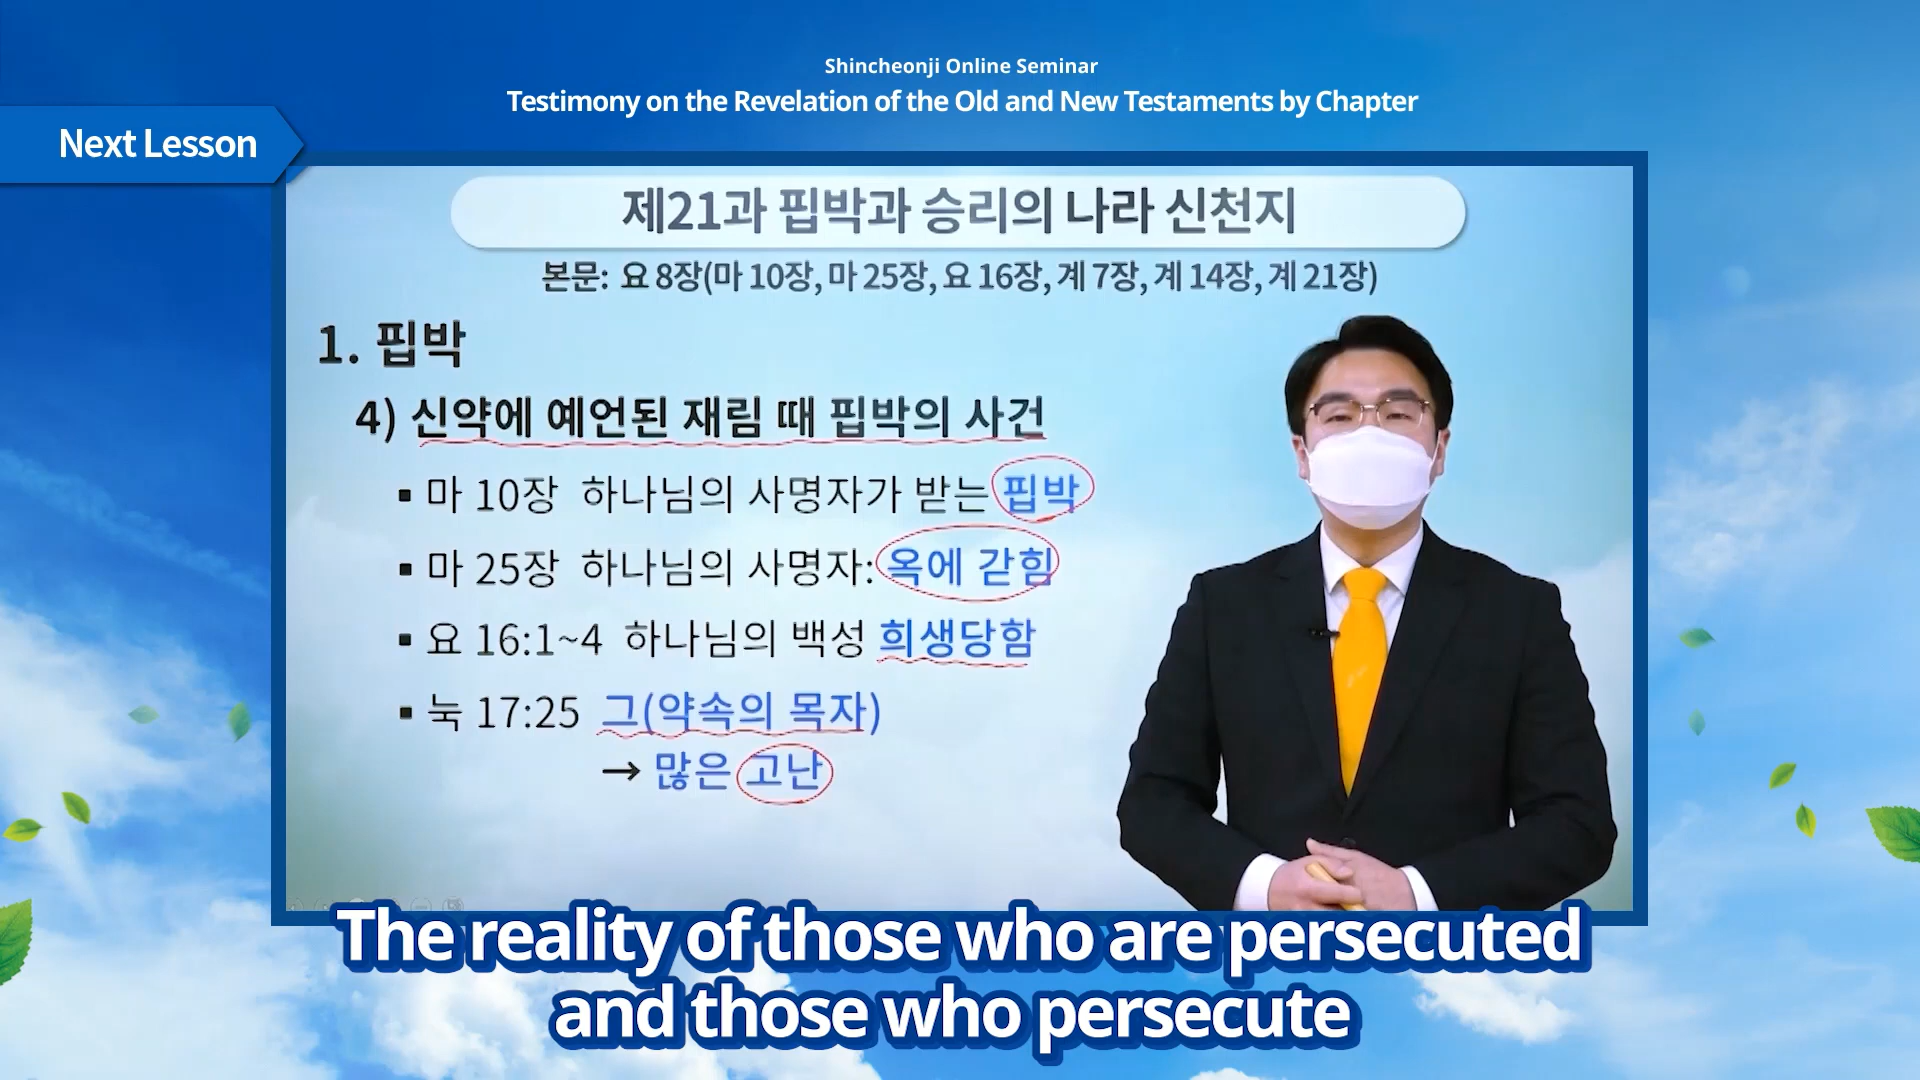 Shincheonji Online Seminar
Testimony on the Revelation of the Old and New Testaments by Chapter
Next Lesson
제21과 핍박과 승리의 나라 신천지
본문: 요 8장(마 10장, 마 25장, 요 16장, 계 7장, 계 14장, 계 21장)
1. 핍박
4) 신약에 예언된 재림 때 핍박의 사건
▪ 마 10장 하나님의 사명자가 받는 핍박
▪ 마 25장 하나님의 사명자: 옥에 갇힘
▪ 요 16:1~4 하나님의 백성 희생당함
▪ 눅 17:25 그(약속의 목자)
→ 많은 고난
The reality of those who are persecuted
and those who persecute